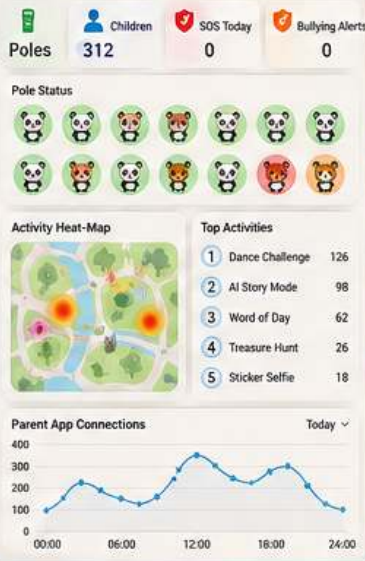 Poles
Children
312
SOS Today
0
Bullying Alerts
0
Pole Status
Activity Heat-Map
Top Activities
1 Dance Challenge 126
2 AI Story Mode 98
3 Word of Day 62
4 Treasure Hunt 26
5 Sticker Selfie 18
Parent App Connections
Today
400
300
200
100
0
00:00 06:00 12:00 18:00 24:00